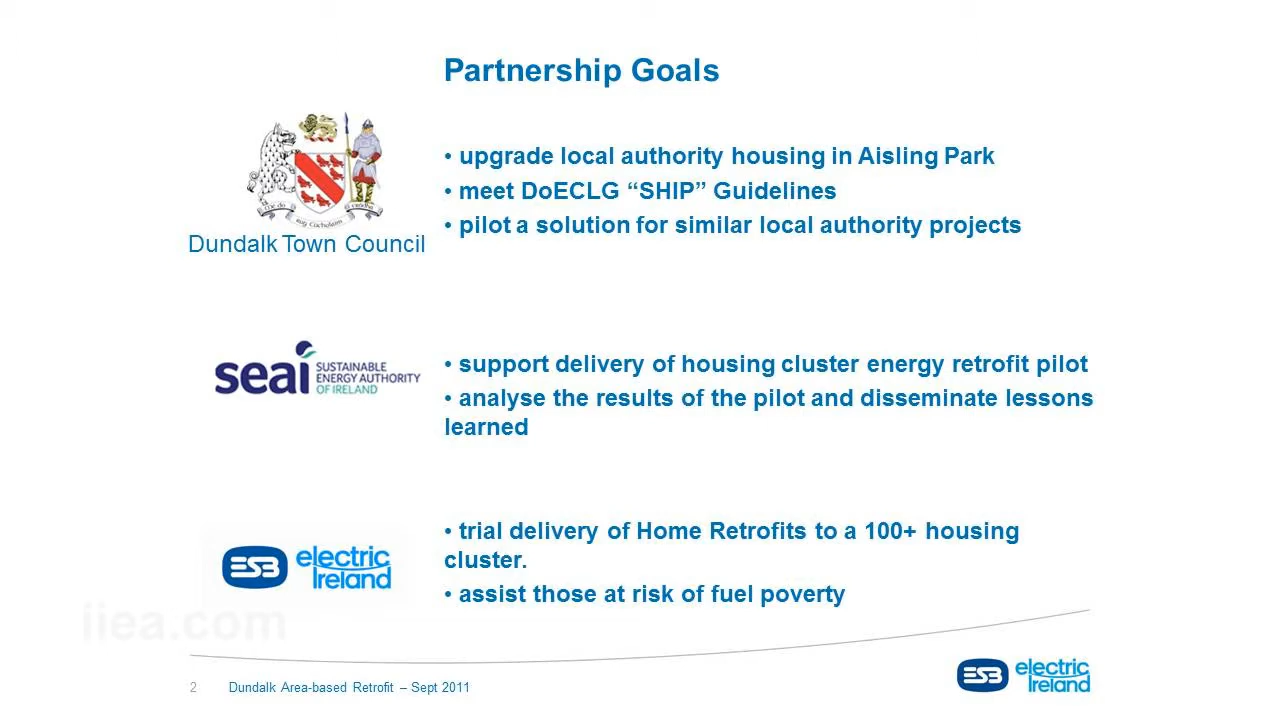 Partnership Goals
• upgrade local authority housing in Aisling Park
• meet DoECLG “SHIP” Guidelines
• pilot a solution for similar local authority projects
Dundalk Town Council
seai SUSTAINABLE
ENERGY AUTHORITY
OF IRELAND
• support delivery of housing cluster energy retrofit pilot
• analyse the results of the pilot and disseminate lessons
learned
• trial delivery of Home Retrofits to a 100+ housing
cluster.
• assist those at risk of fuel poverty
ESB electric
Ireland
iiea.com
2 Dundalk Area-based Retrofit – Sept 2011
ESB electric
Ireland